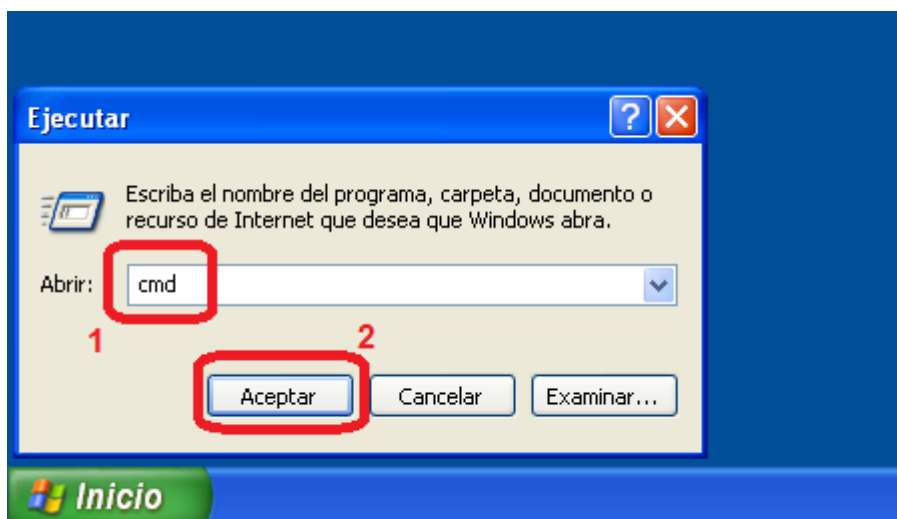 Ejecutar
Escriba el nombre del programa, carpeta, documento o
recurso de Internet que desea que Windows abra.
Abrir: cmd
1
2
Aceptar Cancelar Examinar...
Inicio